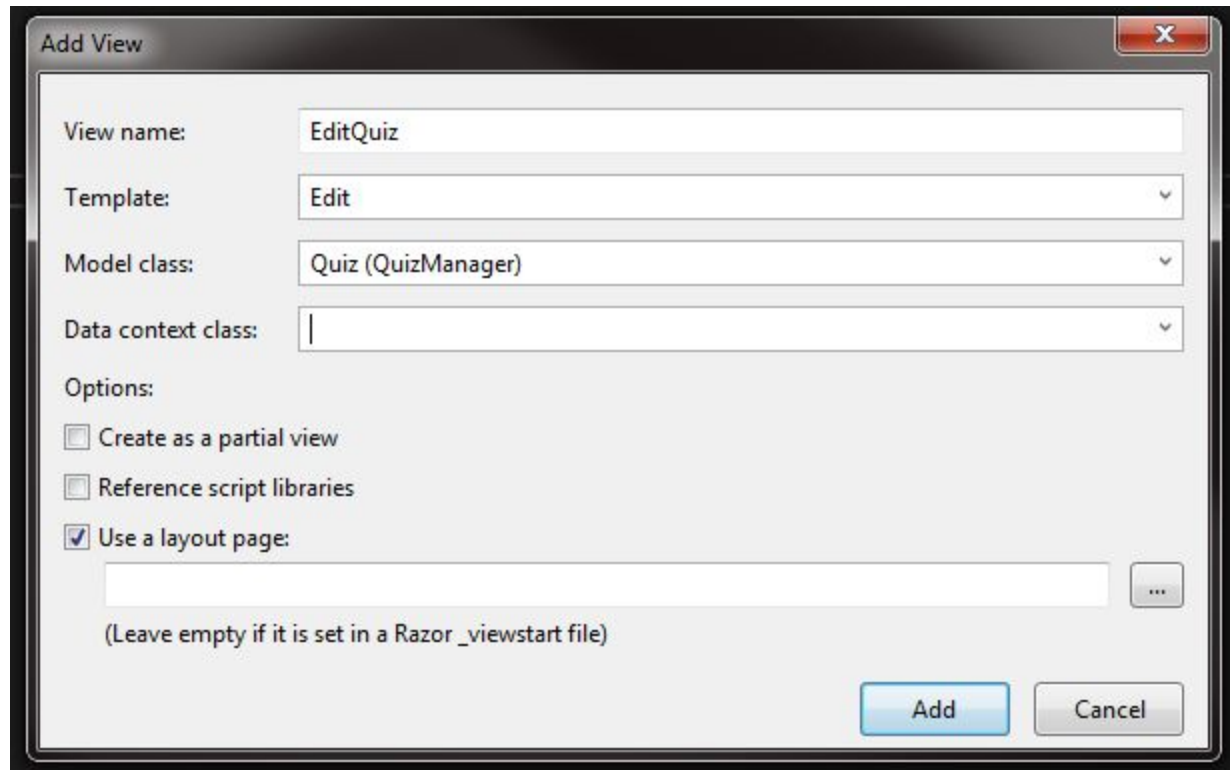 Add View
View name: EditQuiz
Template: Edit
Model class: Quiz (QuizManager)
Data context class:
Options:
Create as a partial view
Reference script libraries
Use a layout page:
...
(Leave empty if it is set in a Razor _viewstart file)
Add Cancel